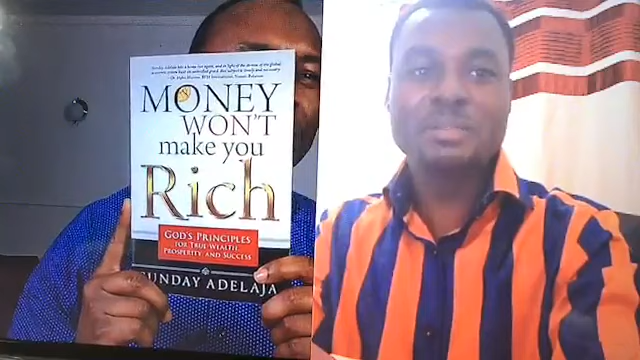 MONEY
WON'T
make you
Rich
GOD'S PRINCIPLES
FOR TRUE WEALTH,
PROSPERITY AND SUCCESS
SUNDAY ADELAJA